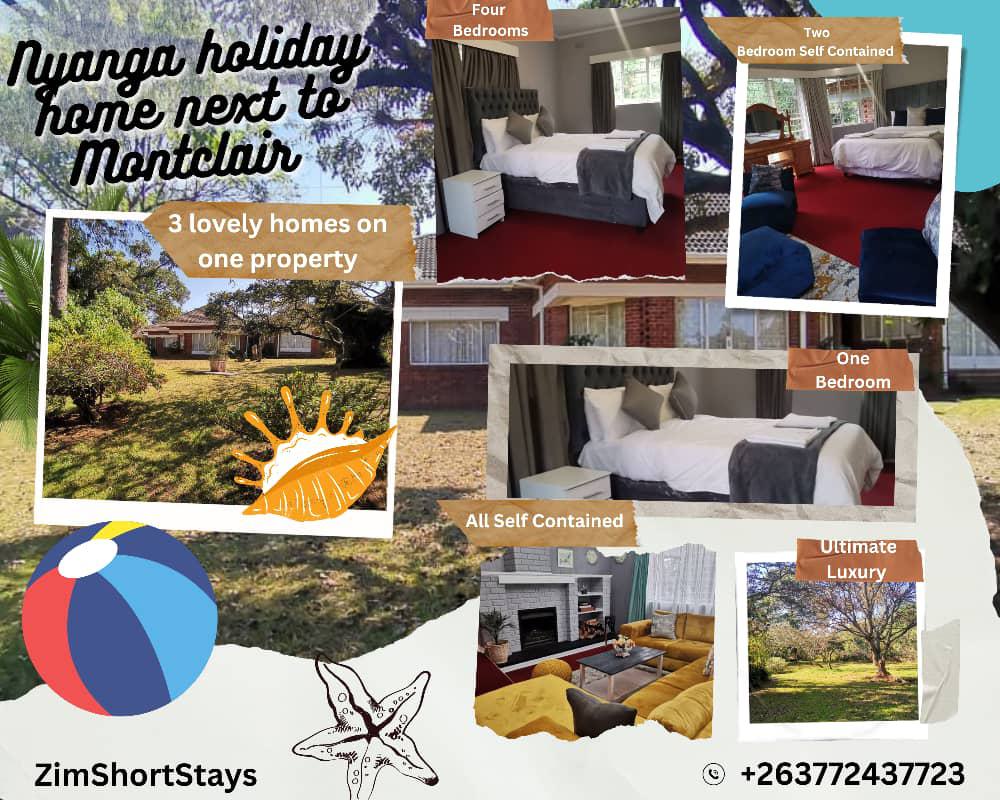 Nyanga holiday
home next to
Montclair
3 lovely homes on
one property
Four
Bedrooms
Two
Bedroom Self Contained
One
Bedroom
All Self Contained
Ultimate
Luxury
ZimShortStays
+263772437723